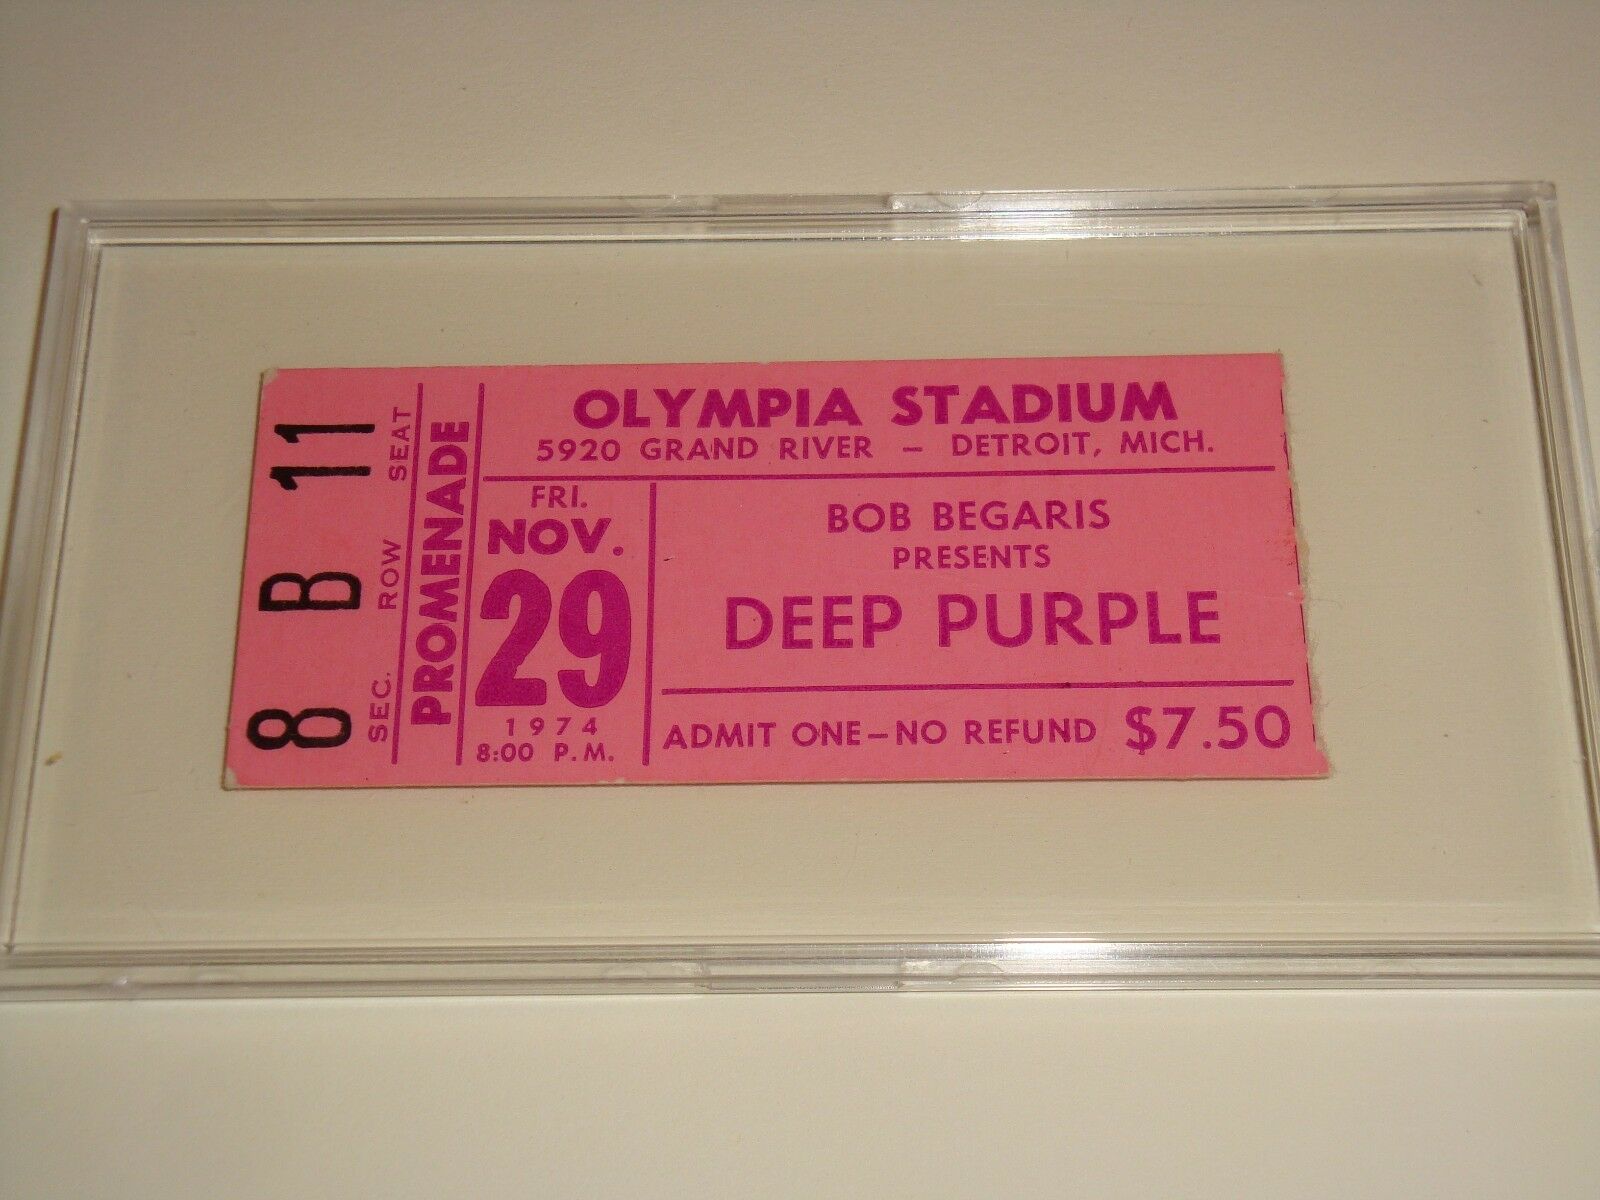 OLYMPIA STADIUM
5920 GRAND RIVER — DETROIT, MICH.
FRI.
NOV.
29
1974
8:00 P.M.
BOB BEGARIS
PRESENTS
DEEP PURPLE
ADMIT ONE—NO REFUND $7.50
PROMENADE
SEC. ROW SEAT
8 B 11